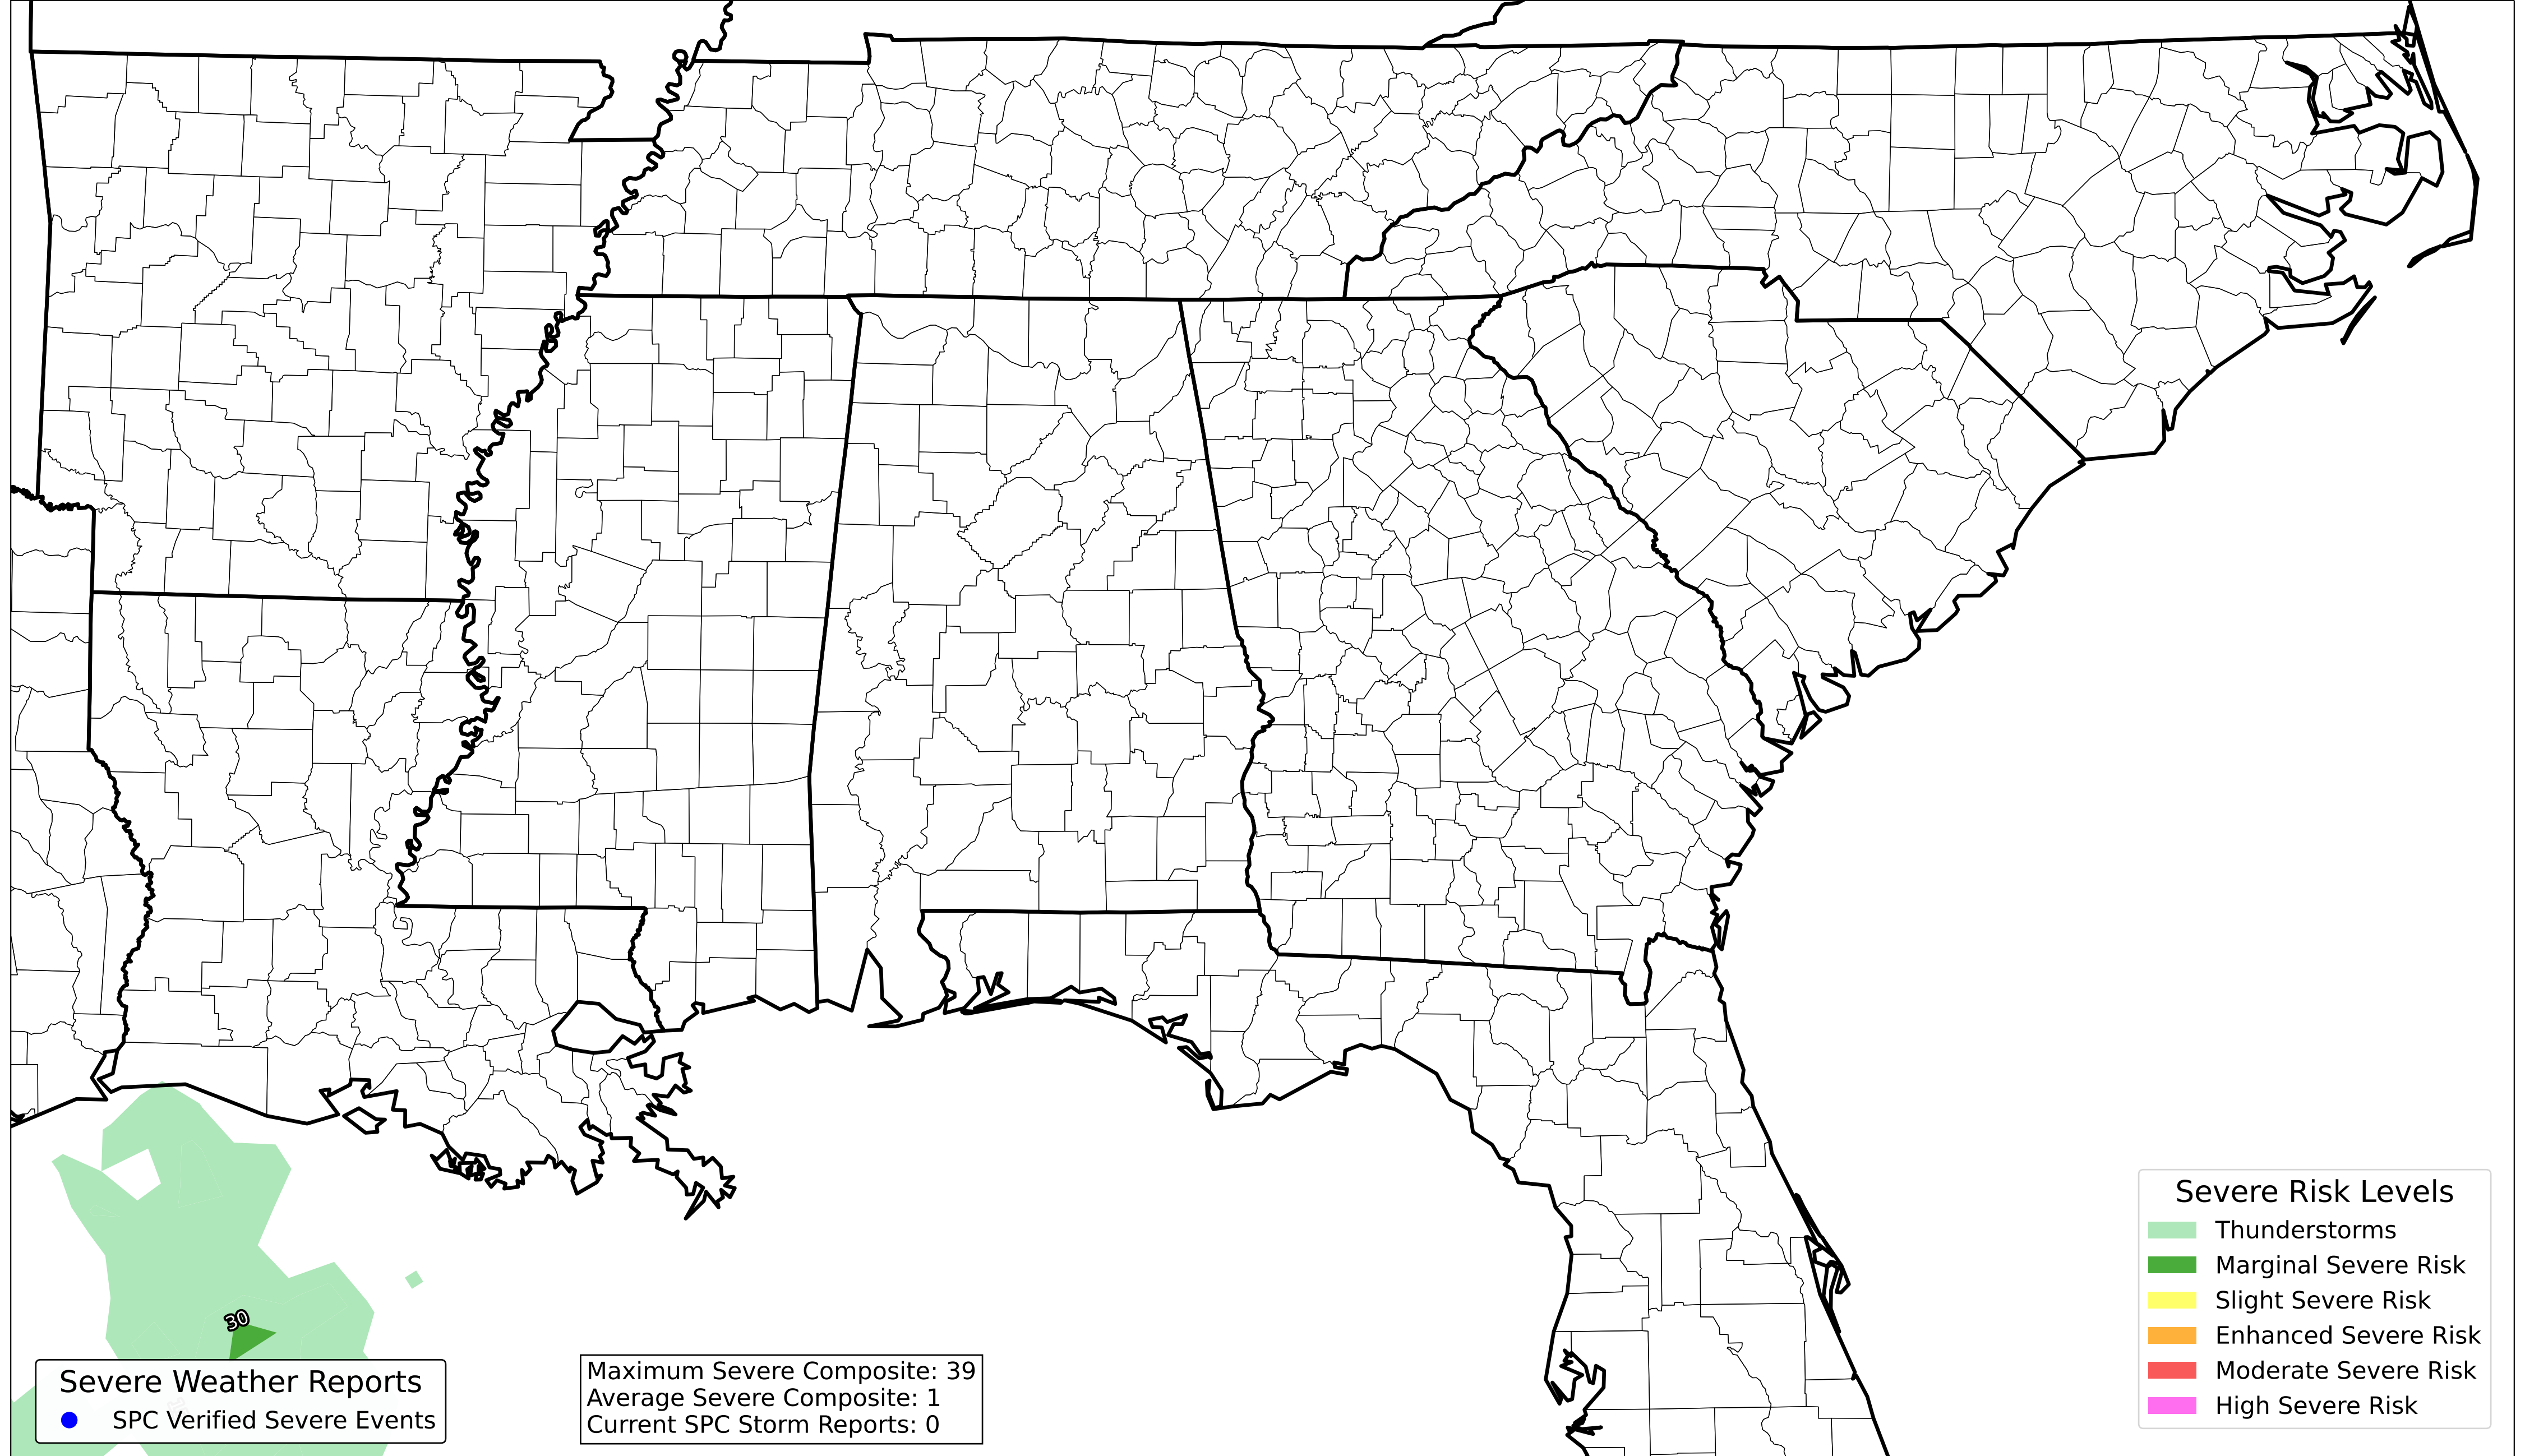 30
Severe Weather Reports
SPC Verified Severe Events
Maximum Severe Composite: 39
Average Severe Composite: 1
Current SPC Storm Reports: 0
Severe Risk Levels
Thunderstorms
Marginal Severe Risk
Slight Severe Risk
Enhanced Severe Risk
Moderate Severe Risk
High Severe Risk